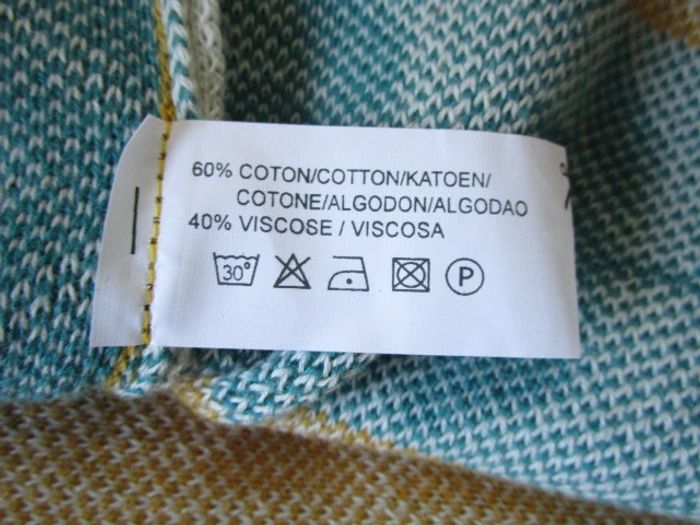 60% COTON/COTTON/KATOEN/
COTONE/ALGODON/ALGODAO
40% VISCOSE / VISCOSA
30° P